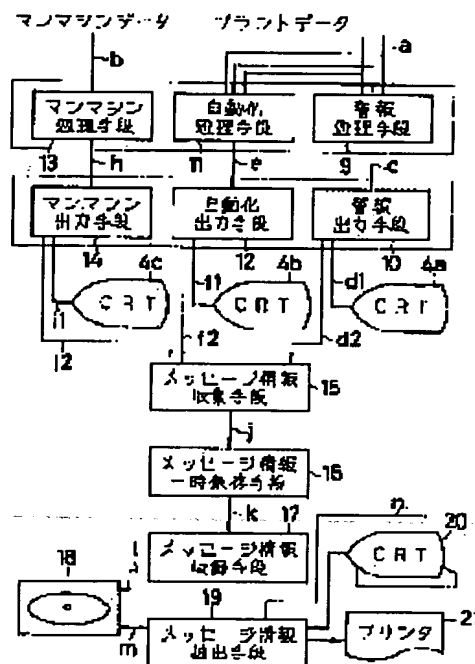 マンマシンデータ プラントデータ
b a
マンマシン 自動化 警報
処理手段 処理手段 処理手段
13 h 11 e 9 c
マンマシン 自動化 警報
出力手段 出力手段 出力手段
14 4c 12 4b 10 4a
i1 CRT f1 CRT d1 CRT
i2 f2 d2
メッセージ情報 15
収集手段
j
メッセージ情報 16
一時保存手段
k 17 n 20
メッセージ情報 CRT
収録手段
18 19
m メッセージ情報 プリンタ 21
抽出手段